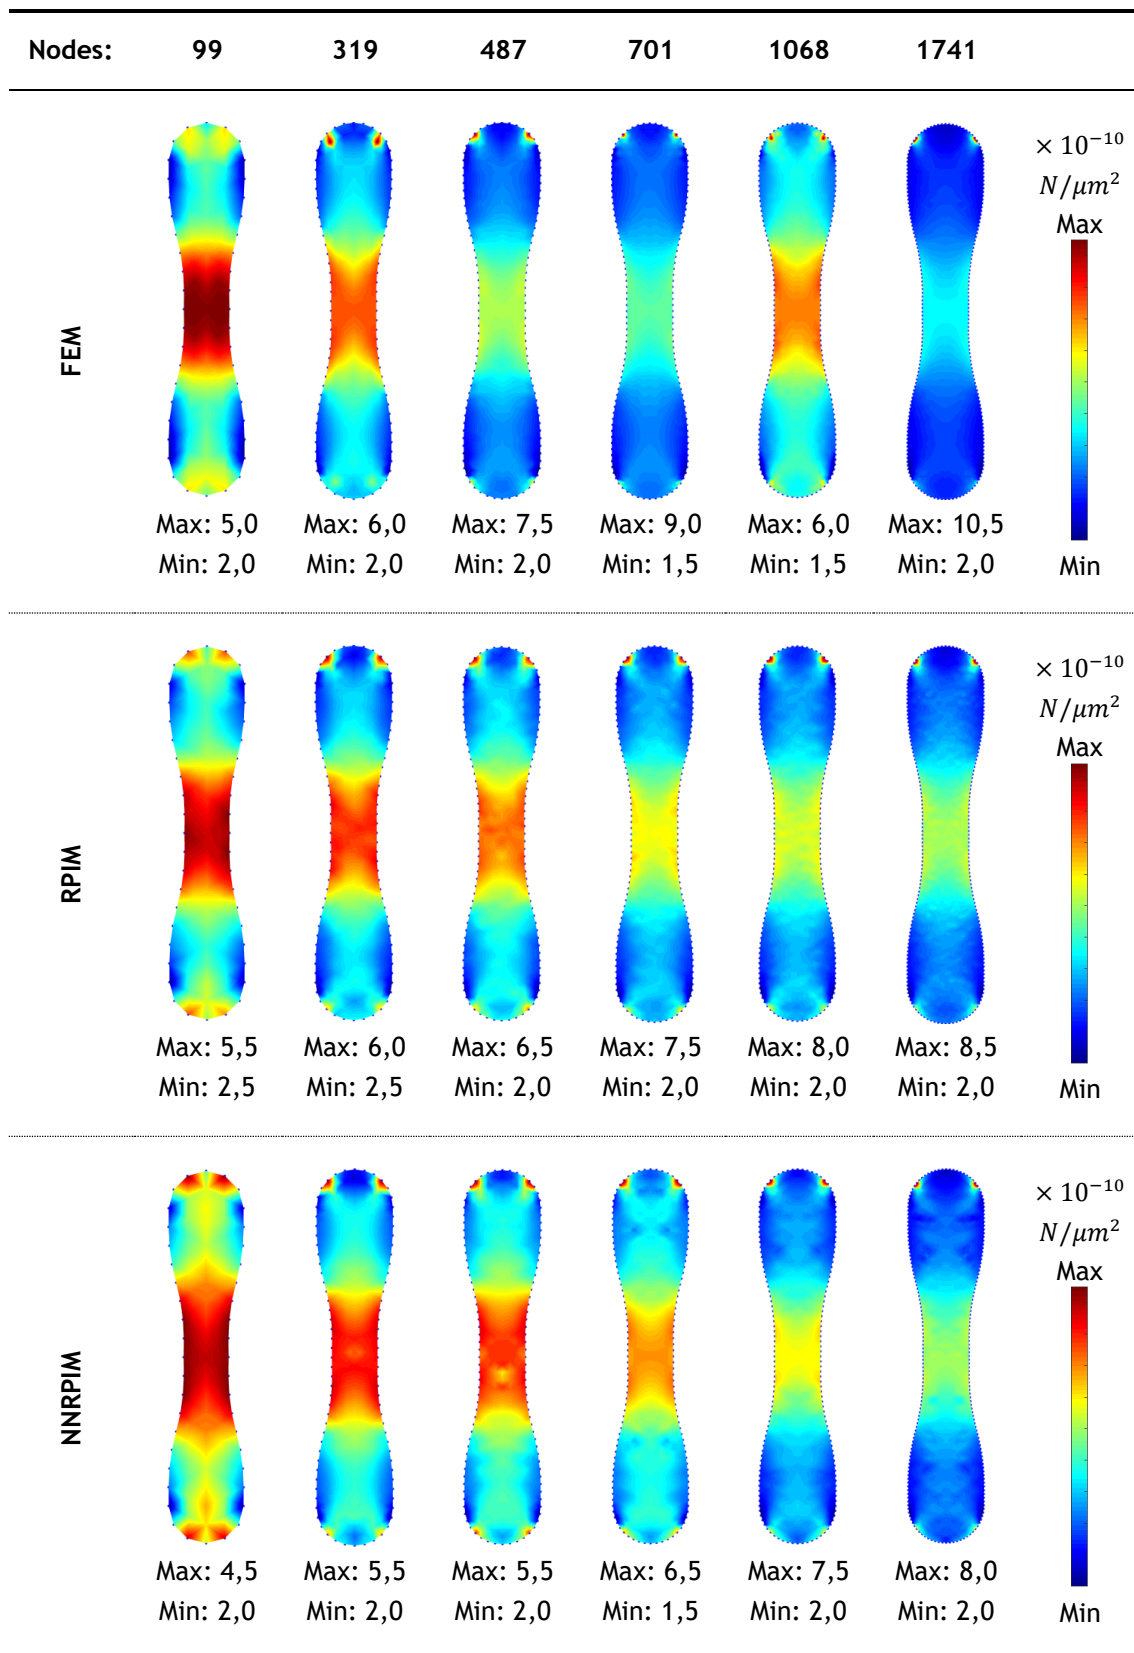 Nodes: 99 319 487 701 1068 1741
× 10⁻¹⁰
N/μm²
Max
FEM
Max: 5,0 Max: 6,0 Max: 7,5 Max: 9,0 Max: 6,0 Max: 10,5
Min: 2,0 Min: 2,0 Min: 2,0 Min: 1,5 Min: 1,5 Min: 2,0 Min
× 10⁻¹⁰
N/μm²
Max
RPIM
Max: 5,5 Max: 6,0 Max: 6,5 Max: 7,5 Max: 8,0 Max: 8,5
Min: 2,5 Min: 2,5 Min: 2,0 Min: 2,0 Min: 2,0 Min: 2,0 Min
× 10⁻¹⁰
N/μm²
Max
NNRPIM
Max: 4,5 Max: 5,5 Max: 5,5 Max: 6,5 Max: 7,5 Max: 8,0
Min: 2,0 Min: 2,0 Min: 2,0 Min: 1,5 Min: 2,0 Min: 2,0 Min